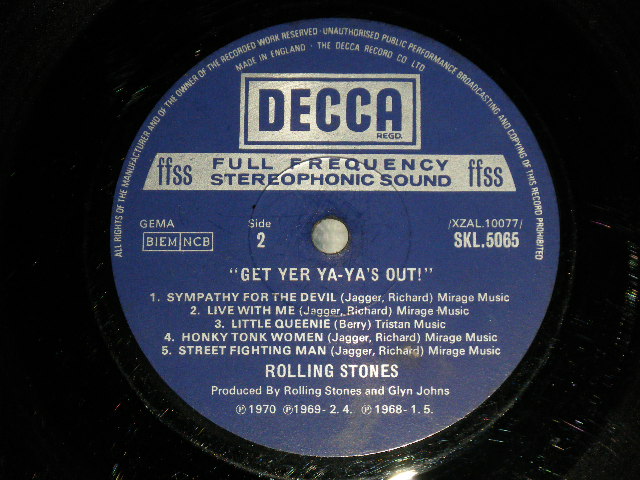 ALL RIGHTS OF THE MANUFACTURER AND OF THE OWNER OF THE RECORDED WORK RESERVED · UNAUTHORISED PUBLIC PERFORMANCE BROADCASTING AND COPYING OF THIS RECORD PROHIBITED
MADE IN ENGLAND · THE DECCA RECORD CO LTD
DECCA
REGD.
ffss FULL FREQUENCY ffss
STEREOPHONIC SOUND
GEMA Side /XZAL.10077/
BIEM NCB 2 SKL.5065
"GET YER YA-YA'S OUT!"
1. SYMPATHY FOR THE DEVIL (Jagger, Richard) Mirage Music
2. LIVE WITH ME (Jagger, Richard) Mirage Music
3. LITTLE QUEENIE (Berry) Tristan Music
4. HONKY TONK WOMEN (Jagger, Richard) Mirage Music
5. STREET FIGHTING MAN (Jagger, Richard) Mirage Music
ROLLING STONES
Produced By Rolling Stones and Glyn Johns
℗ 1970 ℗ 1969 - 2. 4. ℗ 1968 - 1. 5.